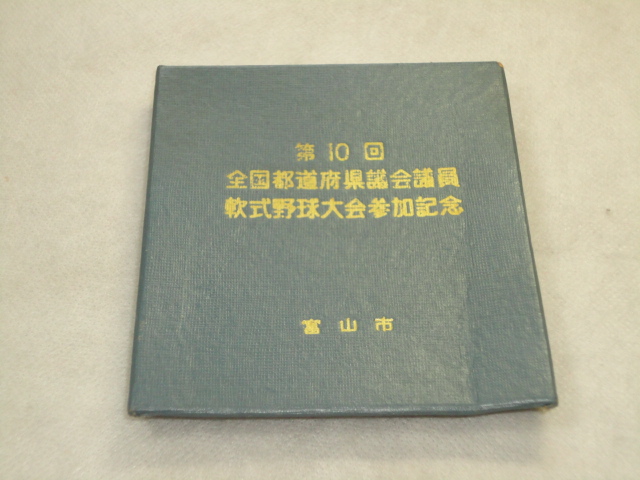 第10回
全国都道府県議会議員
軟式野球大会参加記念
富山市